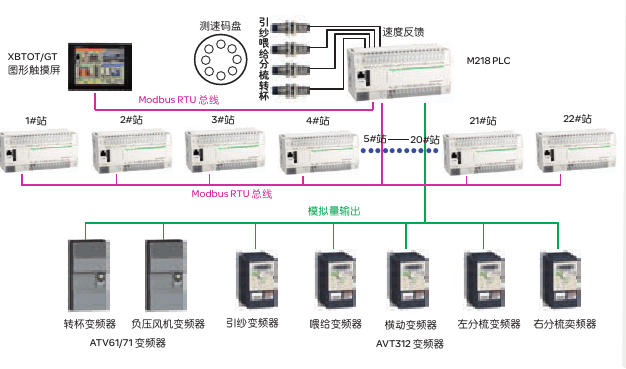 测速码盘
引纱
喂给
分梳
转杯
速度反馈
XBTOT/GT
图形触摸屏
M218 PLC
Modbus RTU 总线
1#站
2#站
3#站
4#站
5#站
20#站
21#站
22#站
Modbus RTU 总线
模拟量输出
转杯变频器
负压风机变频器
引纱变频器
喂给变频器
横动变频器
左分梳变频器
右分梳奕频器
ATV61/71 变频器
AVT312 变频器